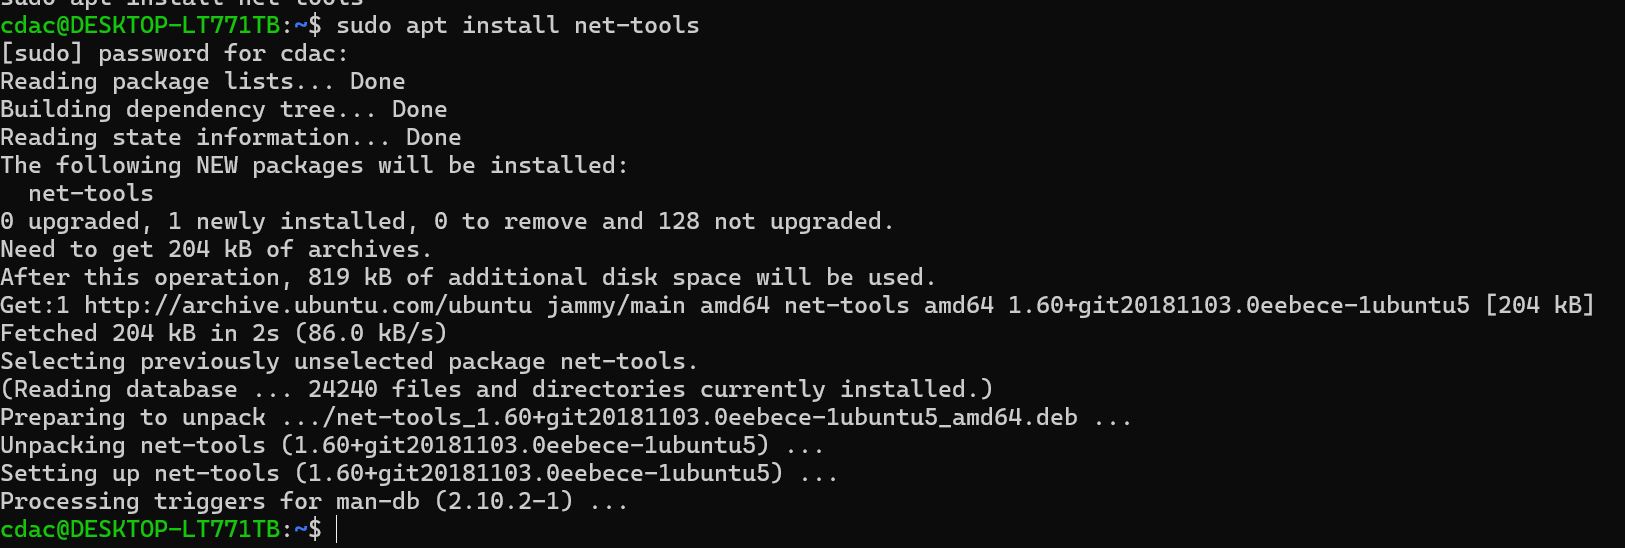 sudo apt install net-tools
cdac@DESKTOP-LT771TB:~$ sudo apt install net-tools
[sudo] password for cdac:
Reading package lists... Done
Building dependency tree... Done
Reading state information... Done
The following NEW packages will be installed:
  net-tools
0 upgraded, 1 newly installed, 0 to remove and 128 not upgraded.
Need to get 204 kB of archives.
After this operation, 819 kB of additional disk space will be used.
Get:1 http://archive.ubuntu.com/ubuntu jammy/main amd64 net-tools amd64 1.60+git20181103.0eebece-1ubuntu5 [204 kB]
Fetched 204 kB in 2s (86.0 kB/s)
Selecting previously unselected package net-tools.
(Reading database ... 24240 files and directories currently installed.)
Preparing to unpack .../net-tools_1.60+git20181103.0eebece-1ubuntu5_amd64.deb ...
Unpacking net-tools (1.60+git20181103.0eebece-1ubuntu5) ...
Setting up net-tools (1.60+git20181103.0eebece-1ubuntu5) ...
Processing triggers for man-db (2.10.2-1) ...
cdac@DESKTOP-LT771TB:~$